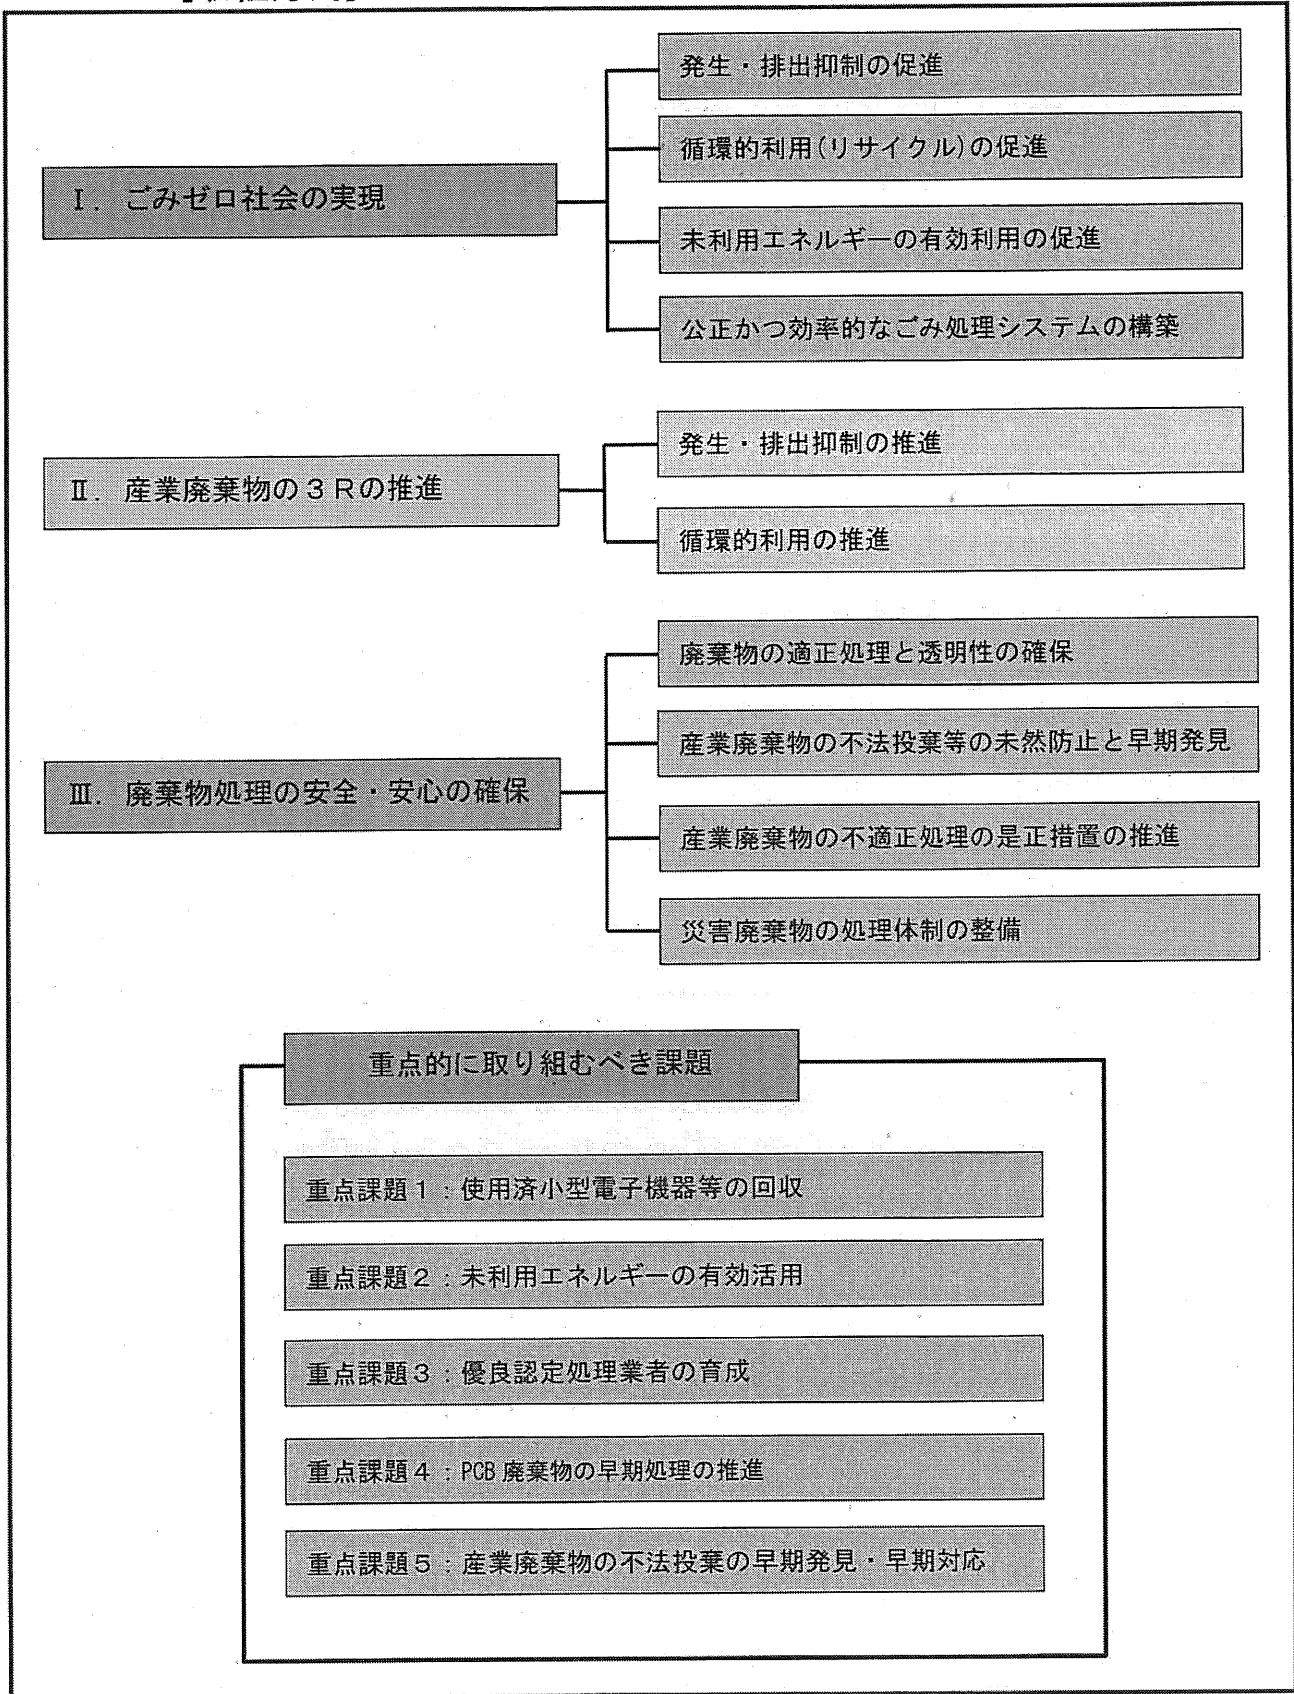 Ⅰ．ごみゼロ社会の実現
発生・排出抑制の促進
循環的利用(リサイクル)の促進
未利用エネルギーの有効利用の促進
公正かつ効率的なごみ処理システムの構築
Ⅱ．産業廃棄物の３Ｒの推進
発生・排出抑制の推進
循環的利用の推進
Ⅲ．廃棄物処理の安全・安心の確保
廃棄物の適正処理と透明性の確保
産業廃棄物の不法投棄等の未然防止と早期発見
産業廃棄物の不適正処理の是正措置の推進
災害廃棄物の処理体制の整備
重点的に取り組むべき課題
重点課題１：使用済小型電子機器等の回収
重点課題２：未利用エネルギーの有効活用
重点課題３：優良認定処理業者の育成
重点課題４：PCB廃棄物の早期処理の推進
重点課題５：産業廃棄物の不法投棄の早期発見・早期対応